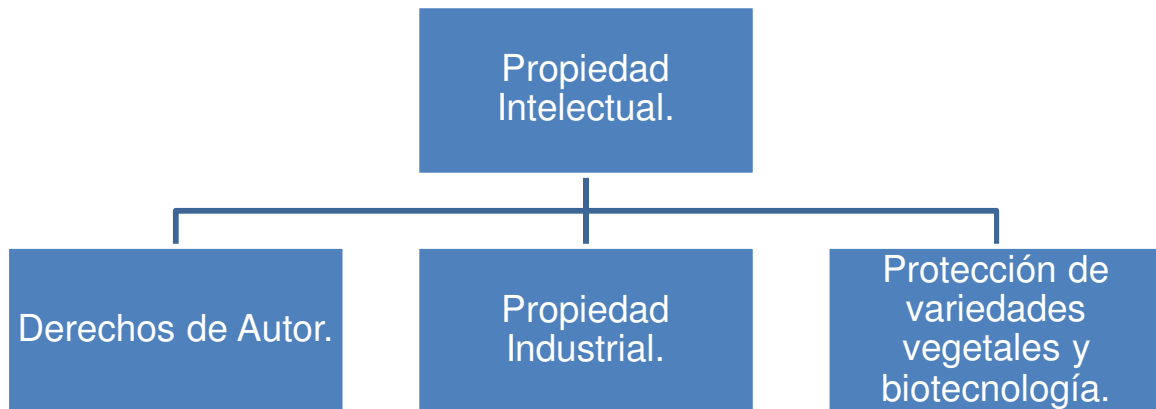 Propiedad
Intelectual.
Derechos de Autor.
Propiedad
Industrial.
Protección de
variedades
vegetales y
biotecnología.